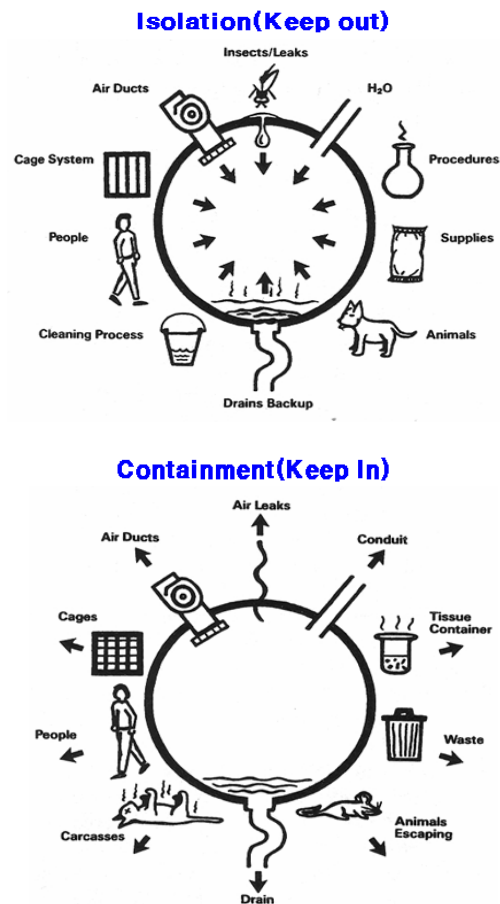 Isolation(Keep out)
Insects/Leaks
Air Ducts
H₂O
Cage System
Procedures
People
Supplies
Cleaning Process
Animals
Drains Backup
Containment(Keep In)
Air Leaks
Air Ducts
Conduit
Cages
Tissue
Container
People
Waste
Carcasses
Animals
Escaping
Drain